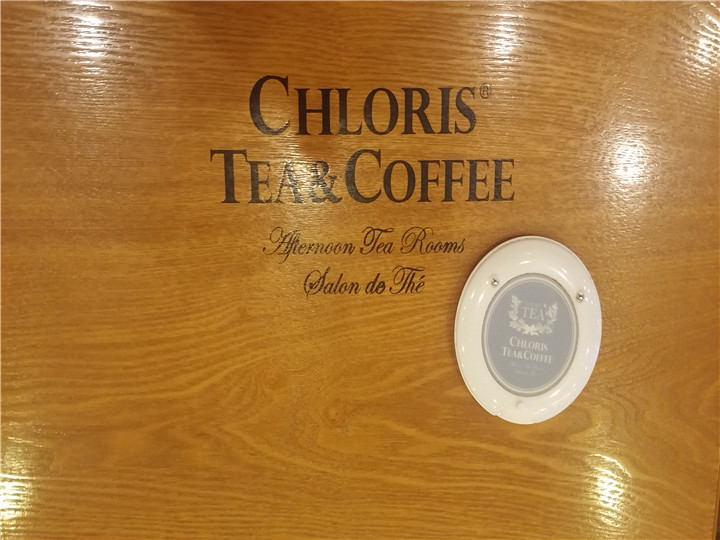 CHLORIS®
TEA&COFFEE
Afternoon Tea Rooms
Salon de Thé
TEA
CHLORIS
TEA&COFFEE